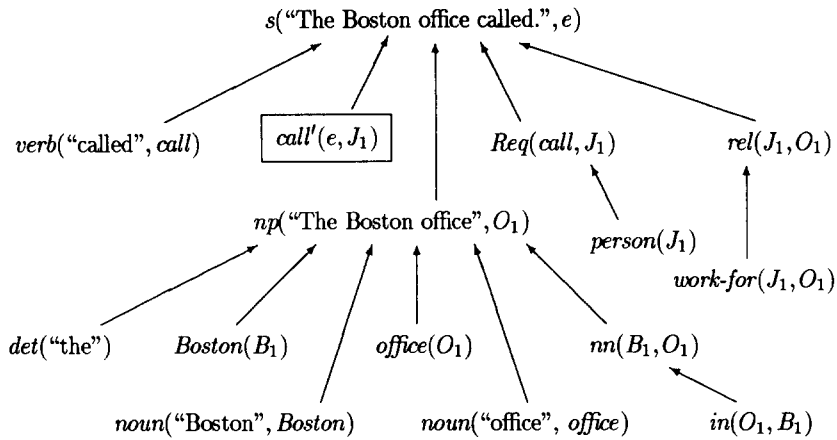 s(“The Boston office called.”, e)
verb(“called”, call) call′(e, J₁) Req(call, J₁) rel(J₁, O₁)
np(“The Boston office”, O₁)
person(J₁)
work-for(J₁, O₁)
det(“the”) Boston(B₁) office(O₁) nn(B₁, O₁)
noun(“Boston”, Boston) noun(“office”, office) in(O₁, B₁)